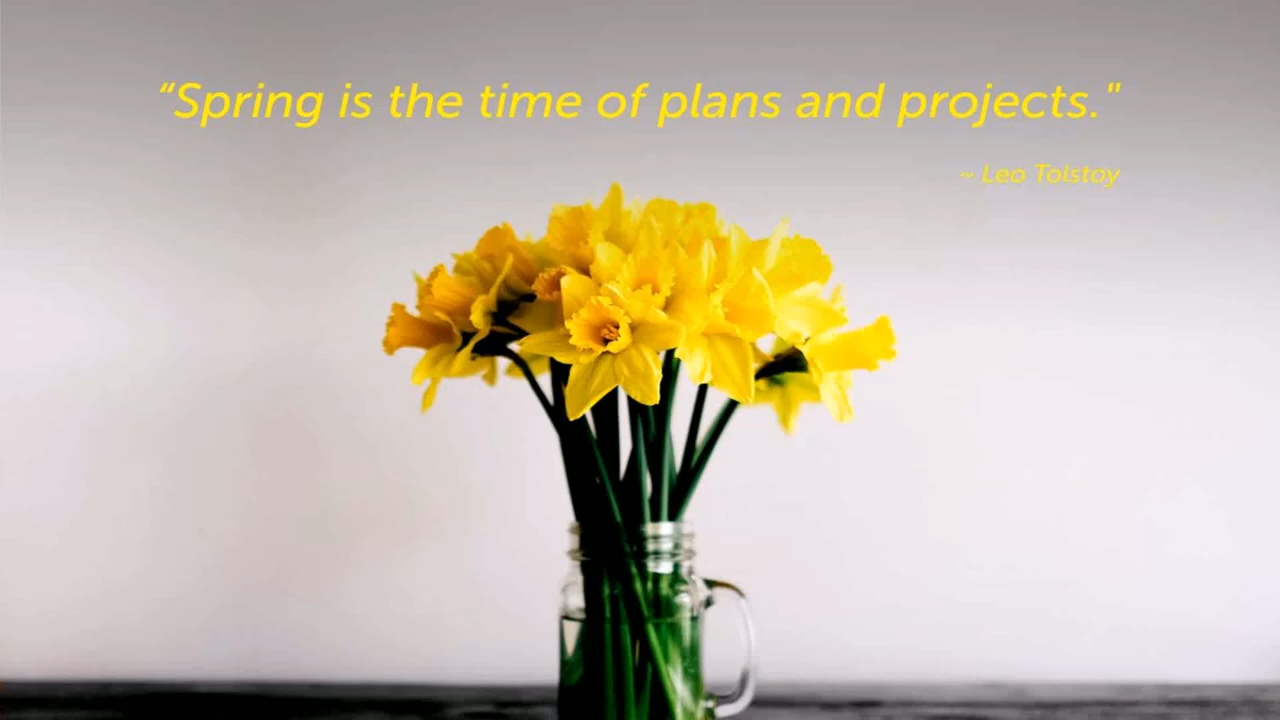 “Spring is the time of plans and projects."
~ Leo Tolstoy